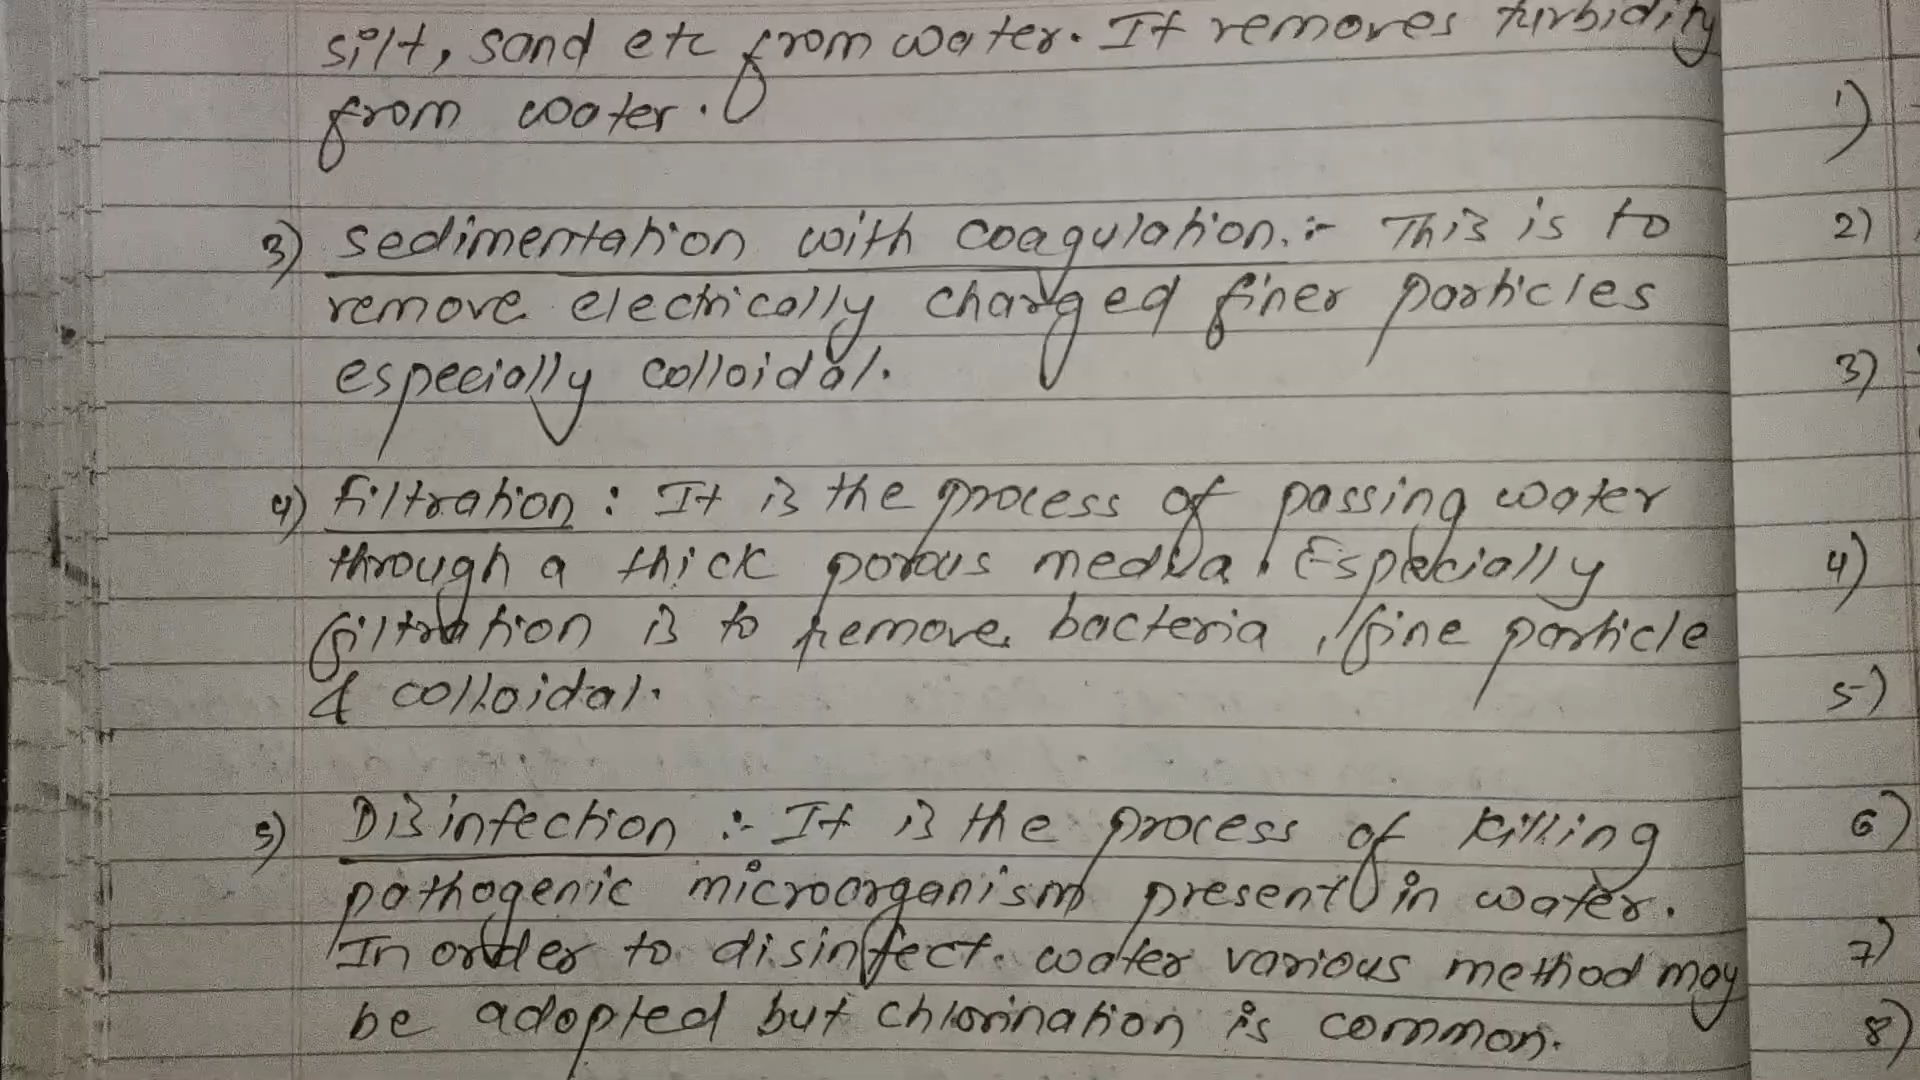 silt, sand etc from water. It removes turbidity
from water.
3) Sedimentation with coagulation. :- This is to
remove electrically charged finer particles
especially colloidal.
4) Filtration : It is the process of passing water
through a thick porous media. Especially
filtration is to remove bacteria, fine particle
& colloidal.
5) Disinfection :- It is the process of killing
pathogenic microorganism present in water.
In order to disinfect. water various method may
be adopted but chlorination is common.
1)
2)
3)
4)
5)
6)
7)
8)